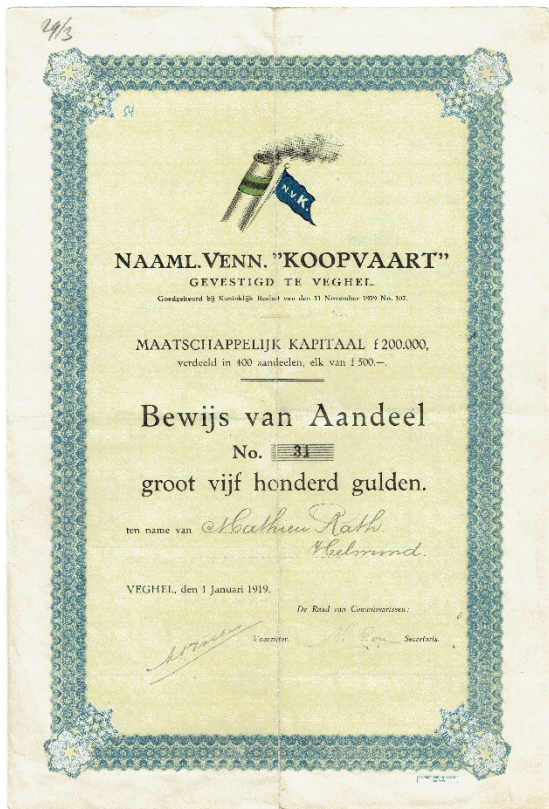 29/3
54
N.V.K.
NAAML. VENN. "KOOPVAART"
GEVESTIGD TE VEGHEL.
Goedgekeurd bij Koninklijk Besluit van den 11 November 1919 No. 107.
MAATSCHAPPELIJK KAPITAAL f 200.000,
verdeeld in 400 aandeelen, elk van f 500.—.
Bewijs van Aandeel
No. 31
groot vijf honderd gulden.
ten name van Mathieu Rath
Helmond.
VEGHEL, den 1 Januari 1919.
De Raad van Commissarissen:
Voorzitter. Secretaris.